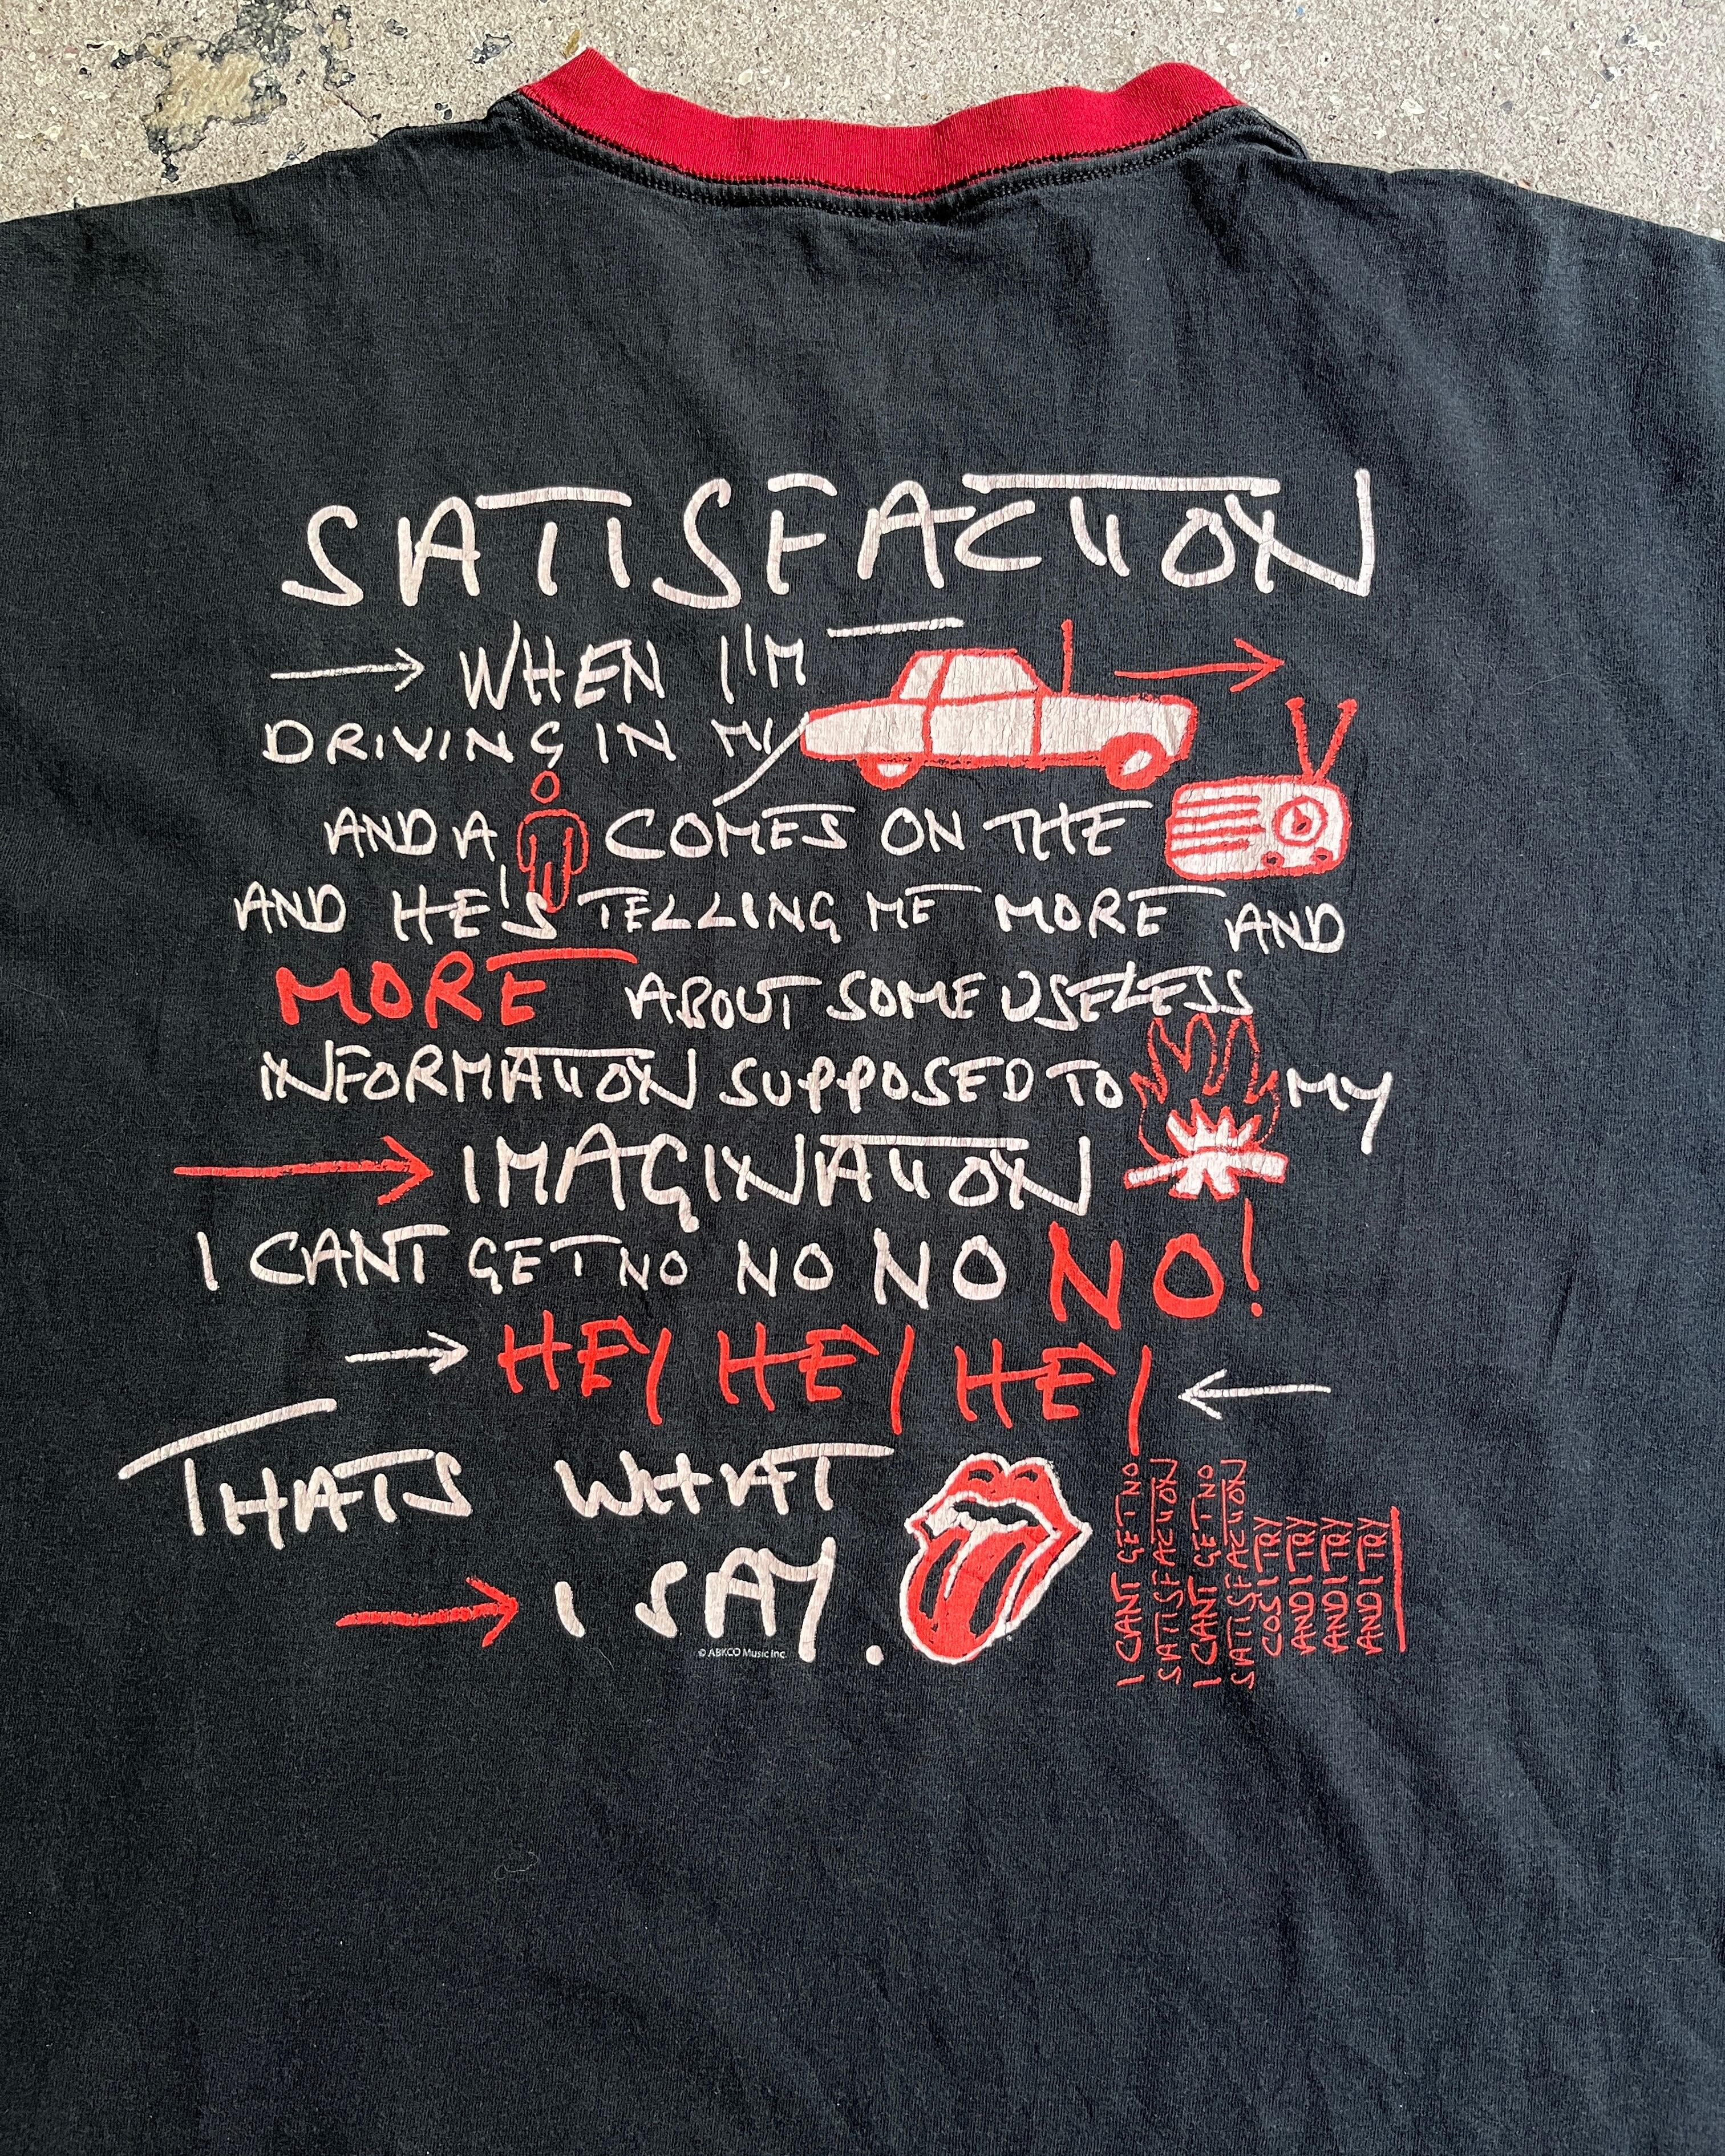 SATISFACTION
WHEN I'M
DRIVING IN MY
AND A COMES ON THE
AND HE'S TELLING ME MORE AND
MORE ABOUT SOME USELESS
INFORMATION SUPPOSED TO MY
IMAGINATION
I CANT GET NO NO NO NO!
HEY HEY HEY
THATS WHAT
I SAY.
© ABKCO Music Inc.
I CANT GET NO
SATISFACTION
I CANT GET NO
SATISFACTION
COS I TRY
AND I TRY
AND I TRY
AND I TRY